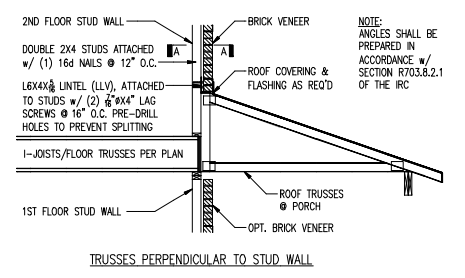 2ND FLOOR STUD WALL
BRICK VENEER
NOTE:
ANGLES SHALL BE
PREPARED IN
ACCORDANCE w/
SECTION R703.8.2.1
OF THE IRC
DOUBLE 2X4 STUDS ATTACHED
w/ (1) 16d NAILS @ 12" O.C.
A
A
L6X4X5/16 LINTEL (LLV), ATTACHED
TO STUDS w/ (2) 7/16"ØX4" LAG
SCREWS @ 16" O.C. PRE-DRILL
HOLES TO PREVENT SPLITTING
ROOF COVERING &
FLASHING AS REQ'D
I-JOISTS/FLOOR TRUSSES PER PLAN
ROOF TRUSSES
@ PORCH
1ST FLOOR STUD WALL
OPT. BRICK VENEER
TRUSSES PERPENDICULAR TO STUD WALL